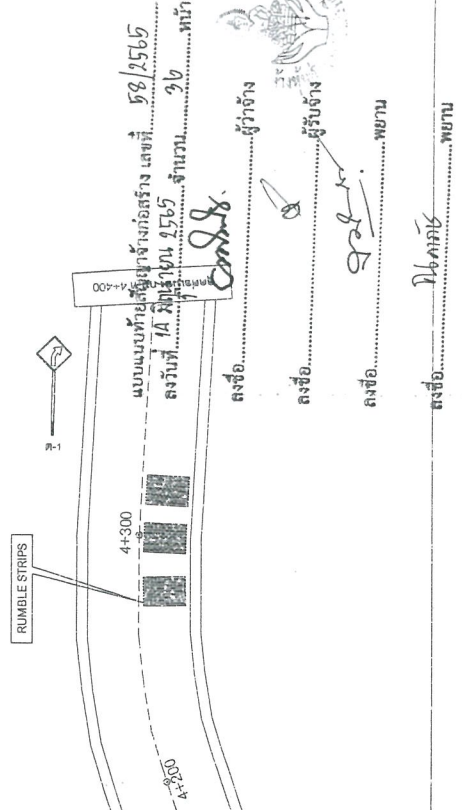 RUMBLE STRIPS
ต-1
4+200
4+300
4+400
แบบแนบท้ายสัญญาจ้างก่อสร้าง เลขที่ 58/2565
ลงวันที่ 1A มิถุนายน 2565 จำนวน 36 หน้า
ลงชื่อ ผู้ว่าจ้าง
ลงชื่อ ผู้รับจ้าง
ลงชื่อ พยาน
ลงชื่อ พยาน